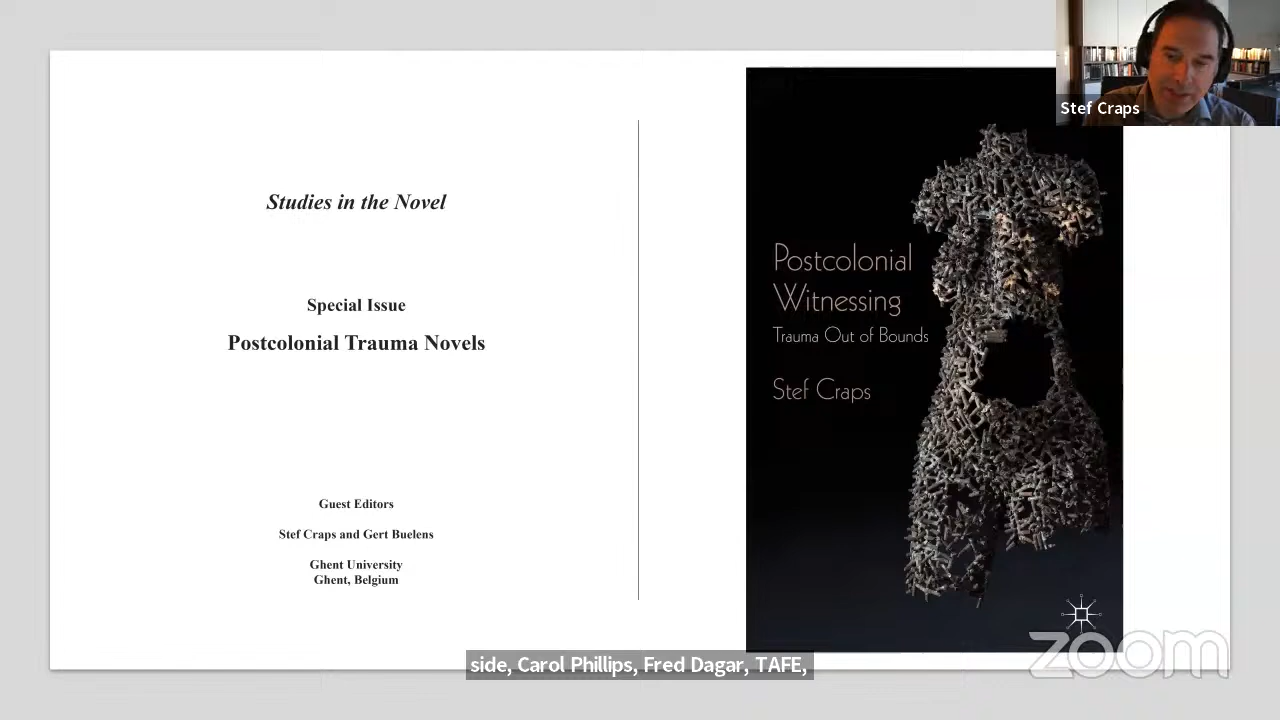 Studies in the Novel
Special Issue
Postcolonial Trauma Novels
Guest Editors
Stef Craps and Gert Buelens
Ghent University
Ghent, Belgium
Postcolonial
Witnessing
Trauma Out of Bounds
Stef Craps
Stef Craps
zoom
side, Carol Phillips, Fred Dagar, TAFE,